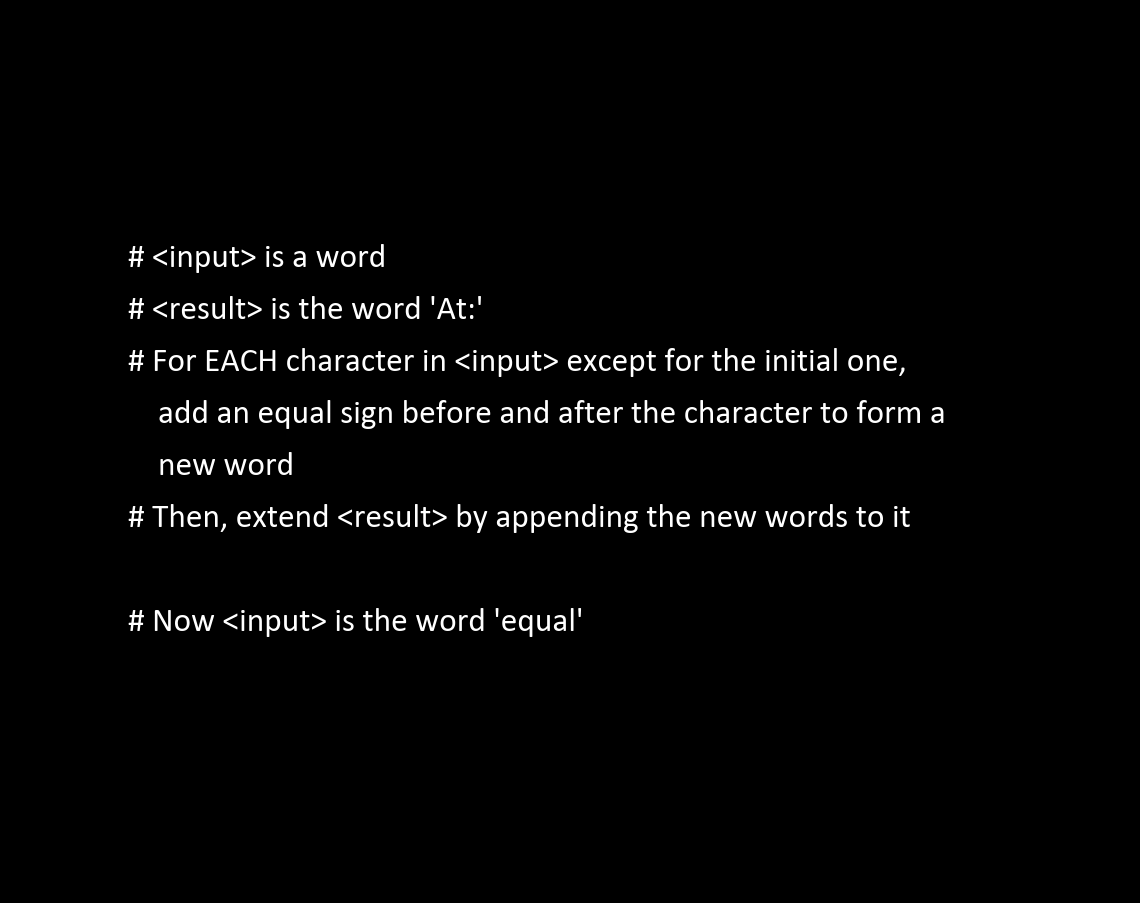 # <input> is a word
# <result> is the word 'At:'
# For EACH character in <input> except for the initial one,
add an equal sign before and after the character to form a
new word
# Then, extend <result> by appending the new words to it
# Now <input> is the word 'equal'